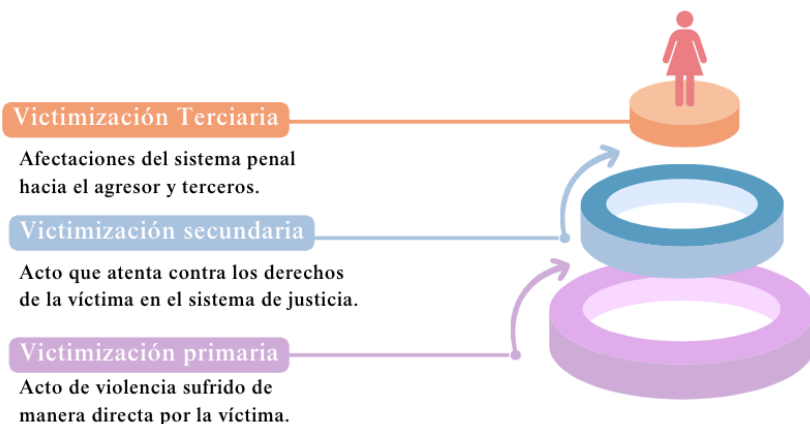 Victimización Terciaria
Afectaciones del sistema penal
hacia el agresor y terceros.
Victimización secundaria
Acto que atenta contra los derechos
de la víctima en el sistema de justicia.
Victimización primaria
Acto de violencia sufrido de
manera directa por la víctima.